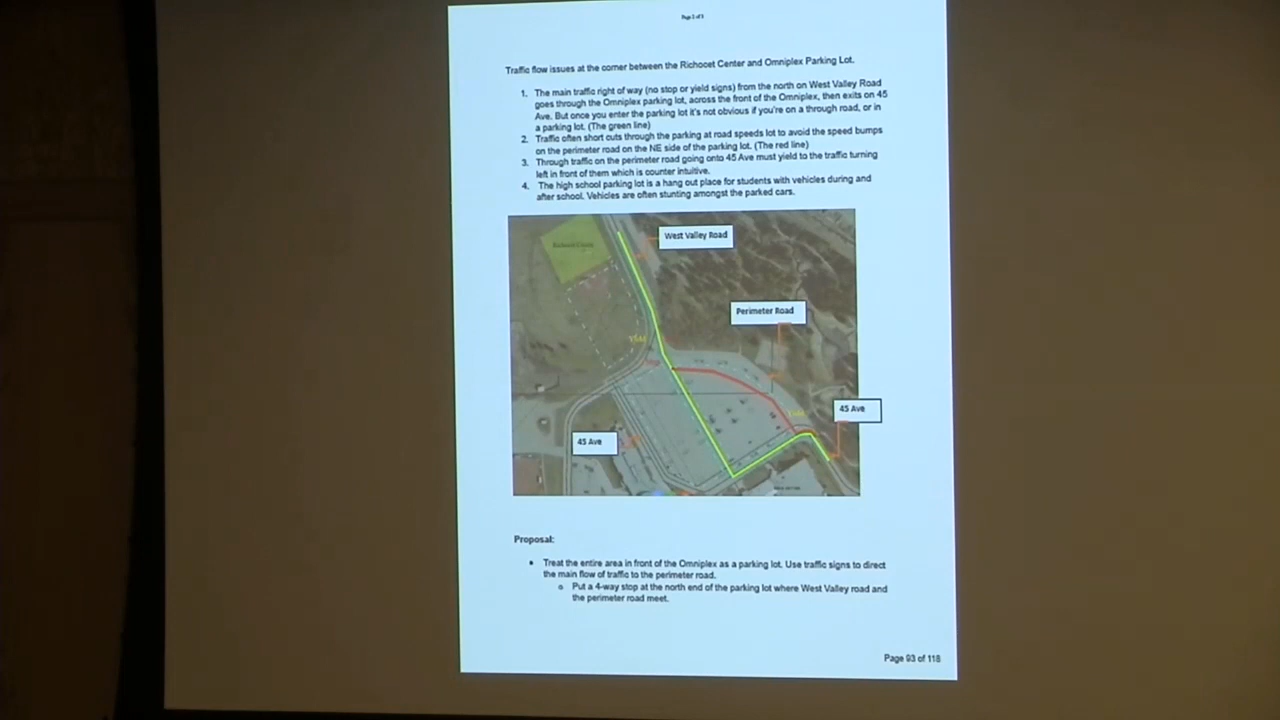 Page 2 of 3
Traffic flow issues at the corner between the Richocet Center and Omniplex Parking Lot.
1. The main traffic right of way (no stop or yield signs) from the north on West Valley Road
goes through the Omniplex parking lot, across the front of the Omniplex, then exits on 45
Ave. But once you enter the parking lot it's not obvious if you're on a through road, or in
a parking lot. (The green line)
2. Traffic often short cuts through the parking at road speeds lot to avoid the speed bumps
on the perimeter road on the NE side of the parking lot. (The red line)
3. Through traffic on the perimeter road going onto 45 Ave must yield to the traffic turning
left in front of them which is counter intuitive.
4. The high school parking lot is a hang out place for students with vehicles during and
after school. Vehicles are often stunting amongst the parked cars.
West Valley Road
Perimeter Road
45 Ave
45 Ave
Proposal:
• Treat the entire area in front of the Omniplex as a parking lot. Use traffic signs to direct
the main flow of traffic to the perimeter road.
o Put a 4-way stop at the north end of the parking lot where West Valley road and
the perimeter road meet.
Page 93 of 118